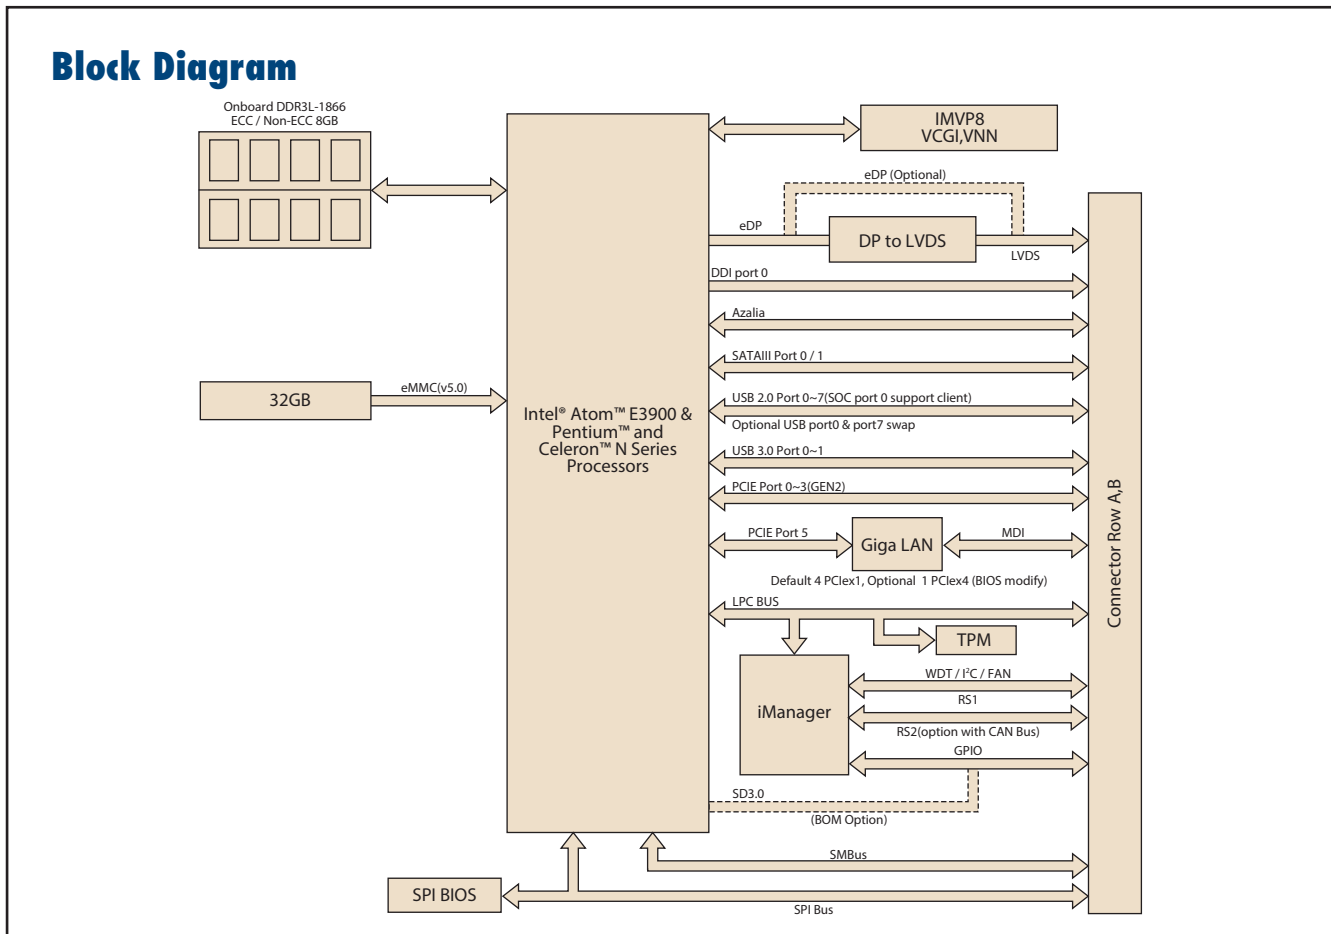 Block Diagram
Onboard DDR3L-1866
ECC / Non-ECC 8GB
IMVP8
VCGI,VNN
eDP (Optional)
eDP
DP to LVDS
LVDS
DDI port 0
Azalia
SATAIII Port 0 / 1
32GB
eMMC(v5.0)
Intel® Atom™ E3900 &
Pentium™ and
Celeron™ N Series
Processors
USB 2.0 Port 0~7(SOC port 0 support client)
Optional USB port0 & port7 swap
USB 3.0 Port 0~1
PCIE Port 0~3(GEN2)
PCIE Port 5
Giga LAN
MDI
Default 4 PCIex1, Optional 1 PCIex4 (BIOS modify)
LPC BUS
TPM
iManager
WDT / I²C / FAN
RS1
RS2(option with CAN Bus)
GPIO
SD3.0
(BOM Option)
SMBus
SPI BIOS
SPI Bus
Connector Row A,B